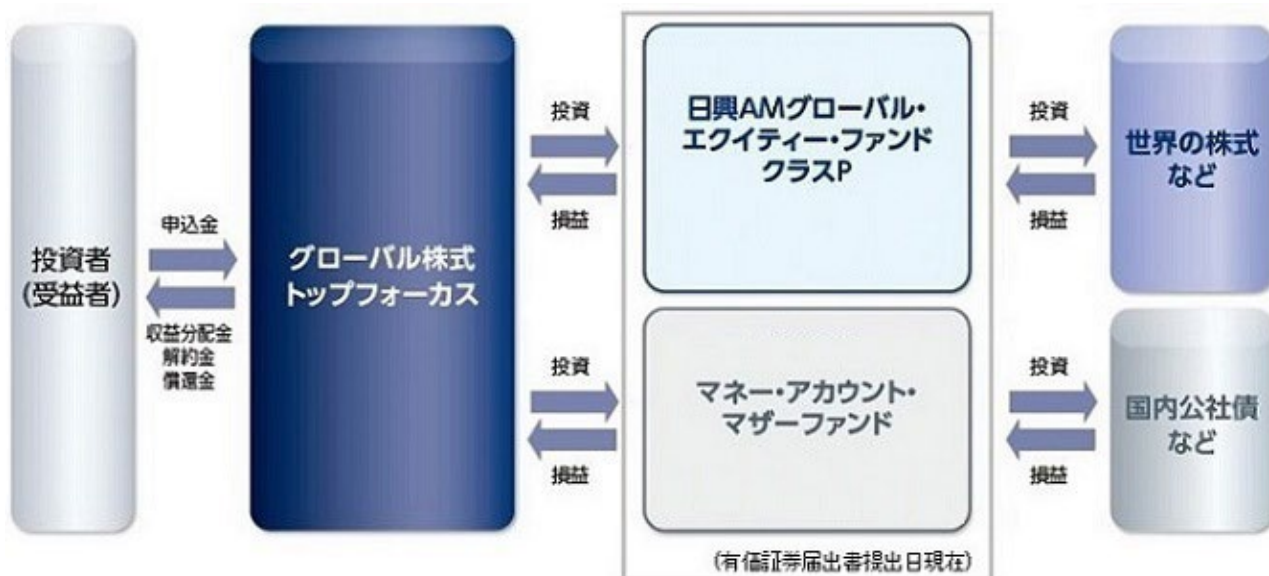 投資者
(受益者)
申込金
収益分配金
解約金
償還金
グローバル株式
トップフォーカス
投資
損益
日興AMグローバル・
エクイティー・ファンド
クラスP
投資
損益
世界の株式
など
投資
損益
マネー・アカウント・
マザーファンド
投資
損益
国内公社債
など
(有価証券届出書提出日現在)